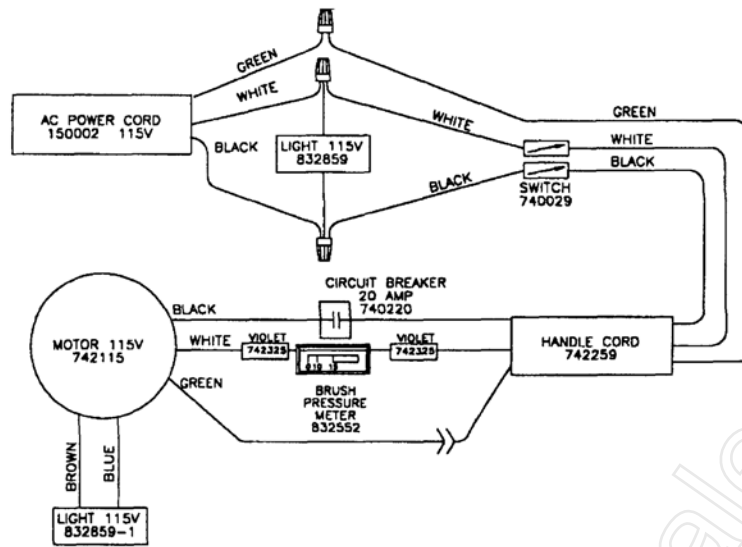 GREEN
WHITE
AC POWER CORD
150002 115V
BLACK
LIGHT 115V
832859
WHITE
BLACK
GREEN
WHITE
BLACK
SWITCH
740029
CIRCUIT BREAKER
20 AMP
740220
BLACK
MOTOR 115V
742115
WHITE
VIOLET
742325
VIOLET
742325
HANDLE CORD
742259
GREEN
BRUSH
PRESSURE
METER
832552
BROWN
BLUE
LIGHT 115V
832859-1